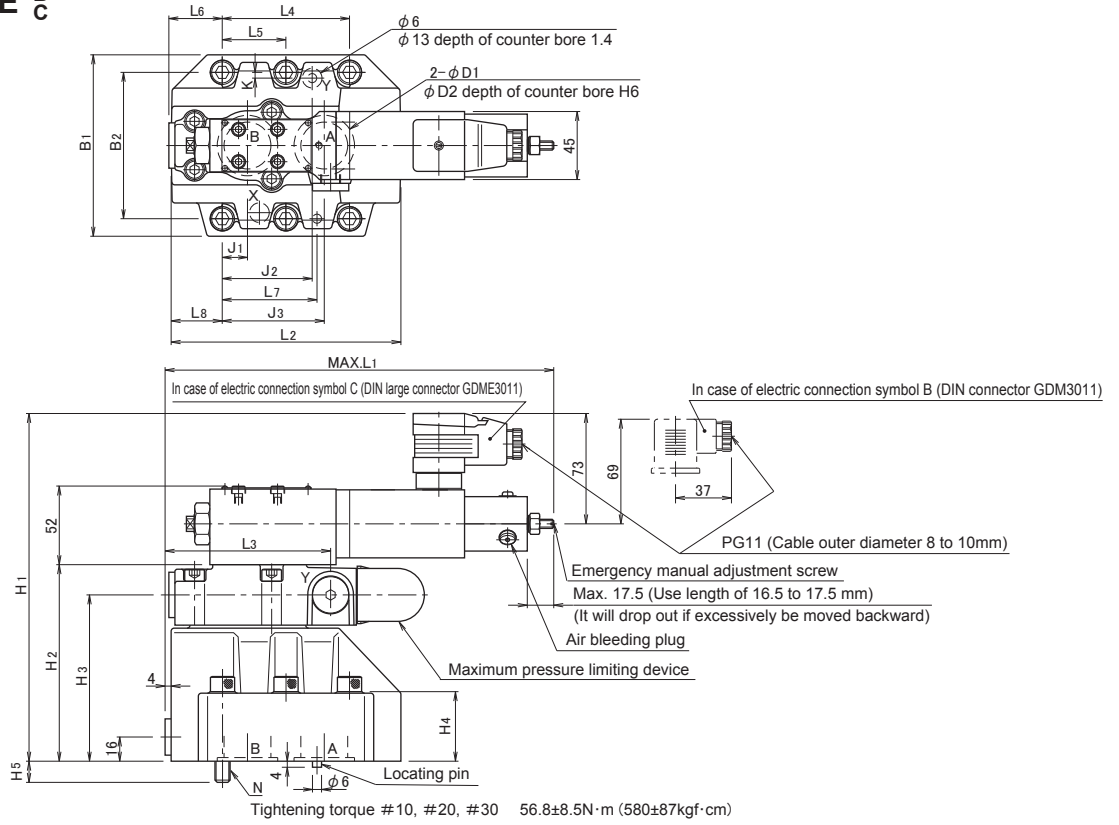 E C
L6
L4
L5
φ6
φ13 depth of counter bore 1.4
2-φD1
φD2 depth of counter bore H6
K
Y
B1
B2
B
A
45
X
J1
J2
L7
L8
J3
L2
MAX.L1
In case of electric connection symbol C (DIN large connector GDME3011)
In case of electric connection symbol B (DIN connector GDM3011)
73
69
37
52
L3
PG11 (Cable outer diameter 8 to 10mm)
Y
Emergency manual adjustment screw
Max. 17.5 (Use length of 16.5 to 17.5 mm)
(It will drop out if excessively be moved backward)
Air bleeding plug
H1
H2
H3
Maximum pressure limiting device
4
H4
16
B
A
H5
4
Locating pin
N
φ6
Tightening torque #10, #20, #30 56.8±8.5N·m (580±87kgf·cm)